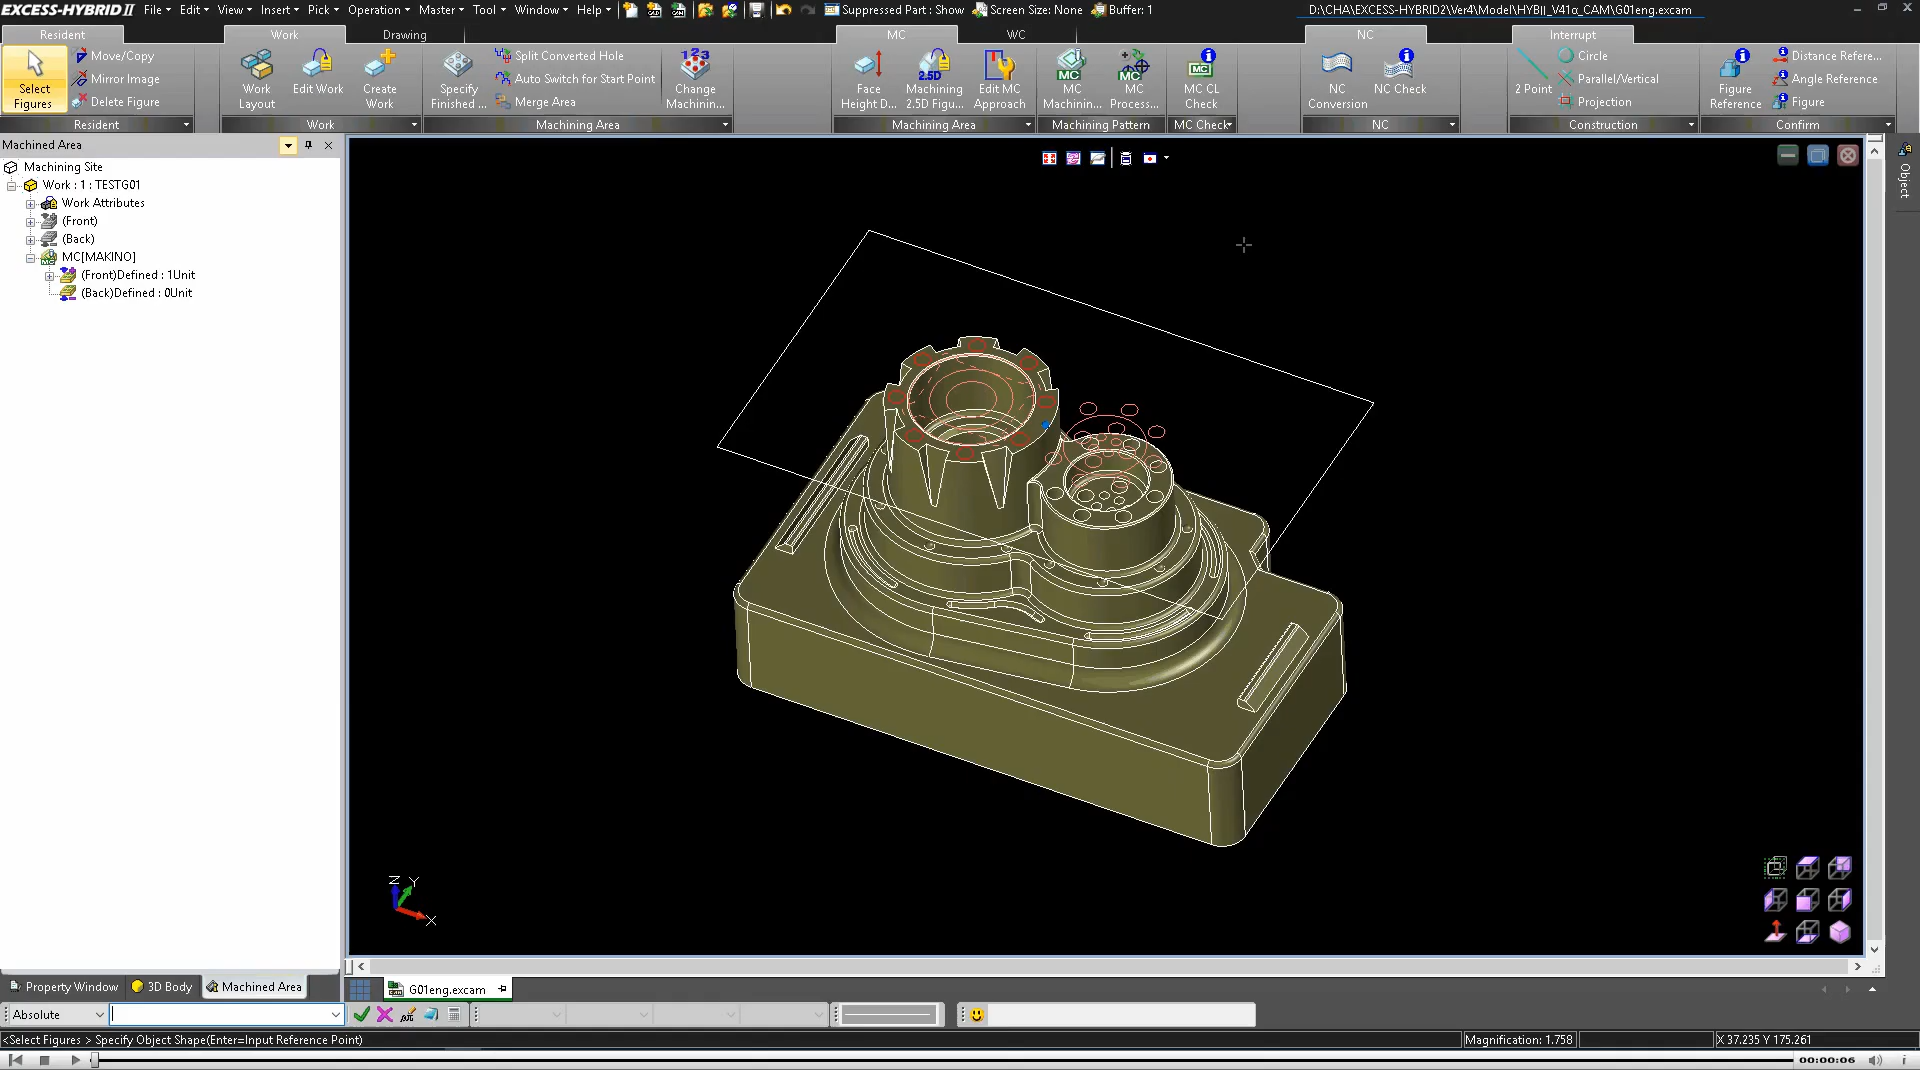 EXCESS-HYBRID II File Edit View Insert Pick Operation Master Tool Window Help Suppressed Part : Show Screen Size: None Buffer: 1 D:\CHA\EXCESS-HYBRID2\Ver4\Model\HYBII_V41α_CAM\G01eng.excam
Resident Work Drawing MC WC NC Interrupt
Select Figures
Move/Copy
Mirror Image
Delete Figure
Work Layout
Edit Work
Create Work
Specify Finished ...
Split Converted Hole
Auto Switch for Start Point
Merge Area
123
Change Machinin...
Face Height D...
2.5D
Machining 2.5D Figu...
Edit MC Approach
MC
MC Machinin...
MC
MC Process...
MC
MC CL Check
NC Conversion
NC Check
2 Point
Circle
Parallel/Vertical
Projection
Figure Reference
Distance Refere...
Angle Reference
Figure
Resident Work Machining Area Machining Area Machining Pattern MC Check NC Construction Confirm
Machined Area
Machining Site
Work : 1 : TESTG01
Work Attributes
(Front)
(Back)
MC[MAKINO]
(Front)Defined : 1Unit
(Back)Defined : 0Unit
Object
Z
Y
X
Property Window 3D Body Machined Area G01eng.excam
Absolute
<Select Figures > Specify Object Shape(Enter=Input Reference Point) Magnification: 1.758 X 37.235 Y 175.261
00:00:06